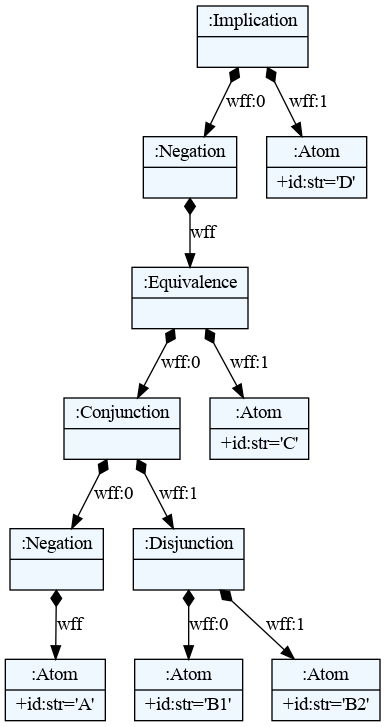 :Implication
wff:0
wff:1
:Negation
:Atom
+id:str='D'
wff
:Equivalence
wff:0
wff:1
:Conjunction
:Atom
+id:str='C'
wff:0
wff:1
:Negation
:Disjunction
wff
wff:0
wff:1
:Atom
+id:str='A'
:Atom
+id:str='B1'
:Atom
+id:str='B2'